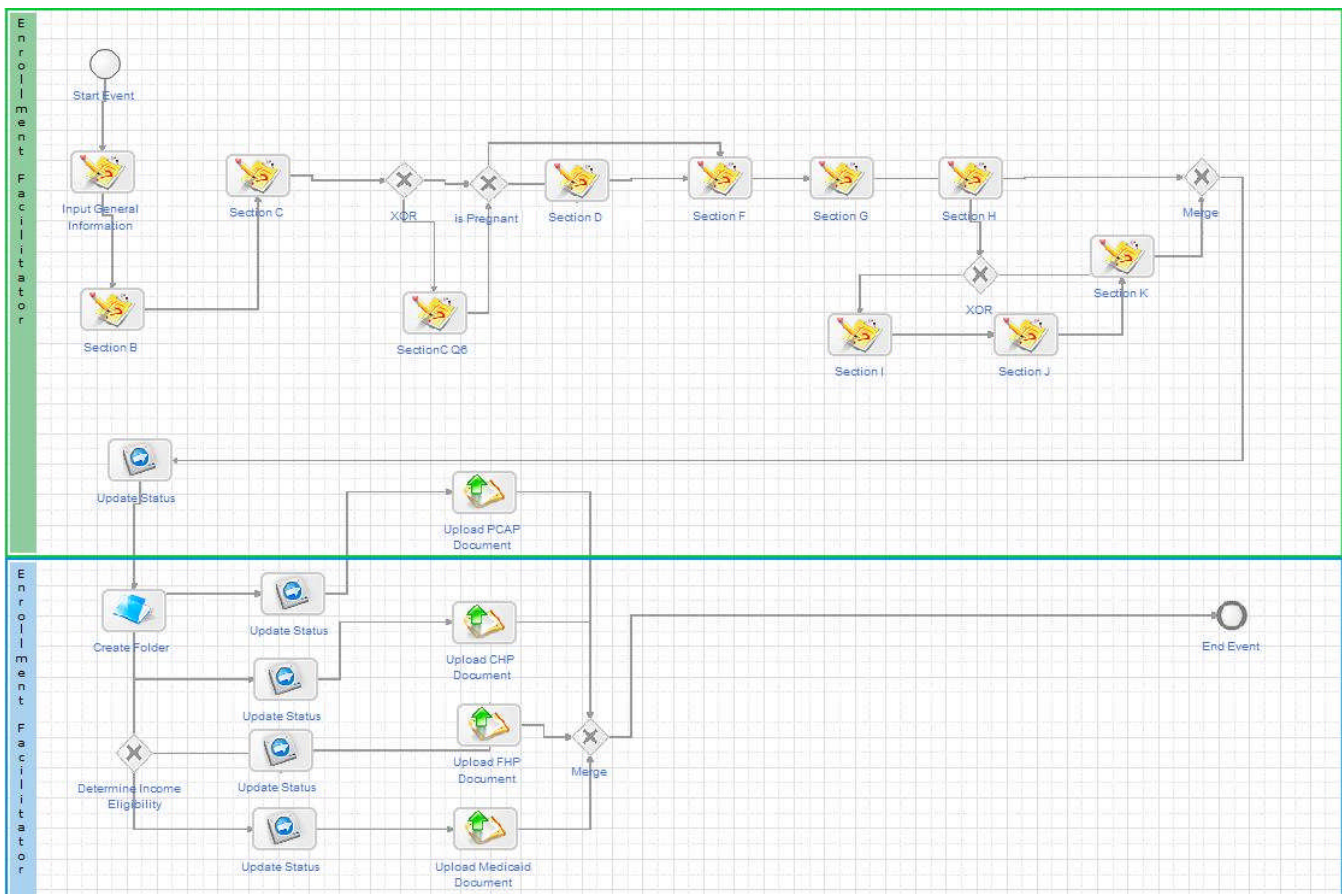 Enrollment Facilitator
Start Event
Input General
Information
Section C
XOR
is Pregnant
Section D
Section F
Section G
Section H
Merge
Section B
SectionC Q6
XOR
Section K
Section I
Section J
Update Status
Upload PCAP
Document
Enrollment Facilitator
Create Folder
Update Status
Upload CHP
Document
End Event
Update Status
Upload FHP
Document
Merge
Determine Income
Eligibility
Update Status
Update Status
Upload Medicaid
Document